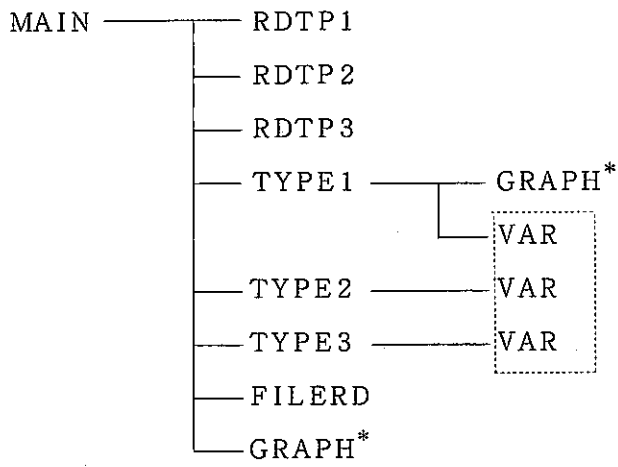 MAIN RDTP1
RDTP2
RDTP3
TYPE1 GRAPH*
VAR
TYPE2 VAR
TYPE3 VAR
FILERD
GRAPH*